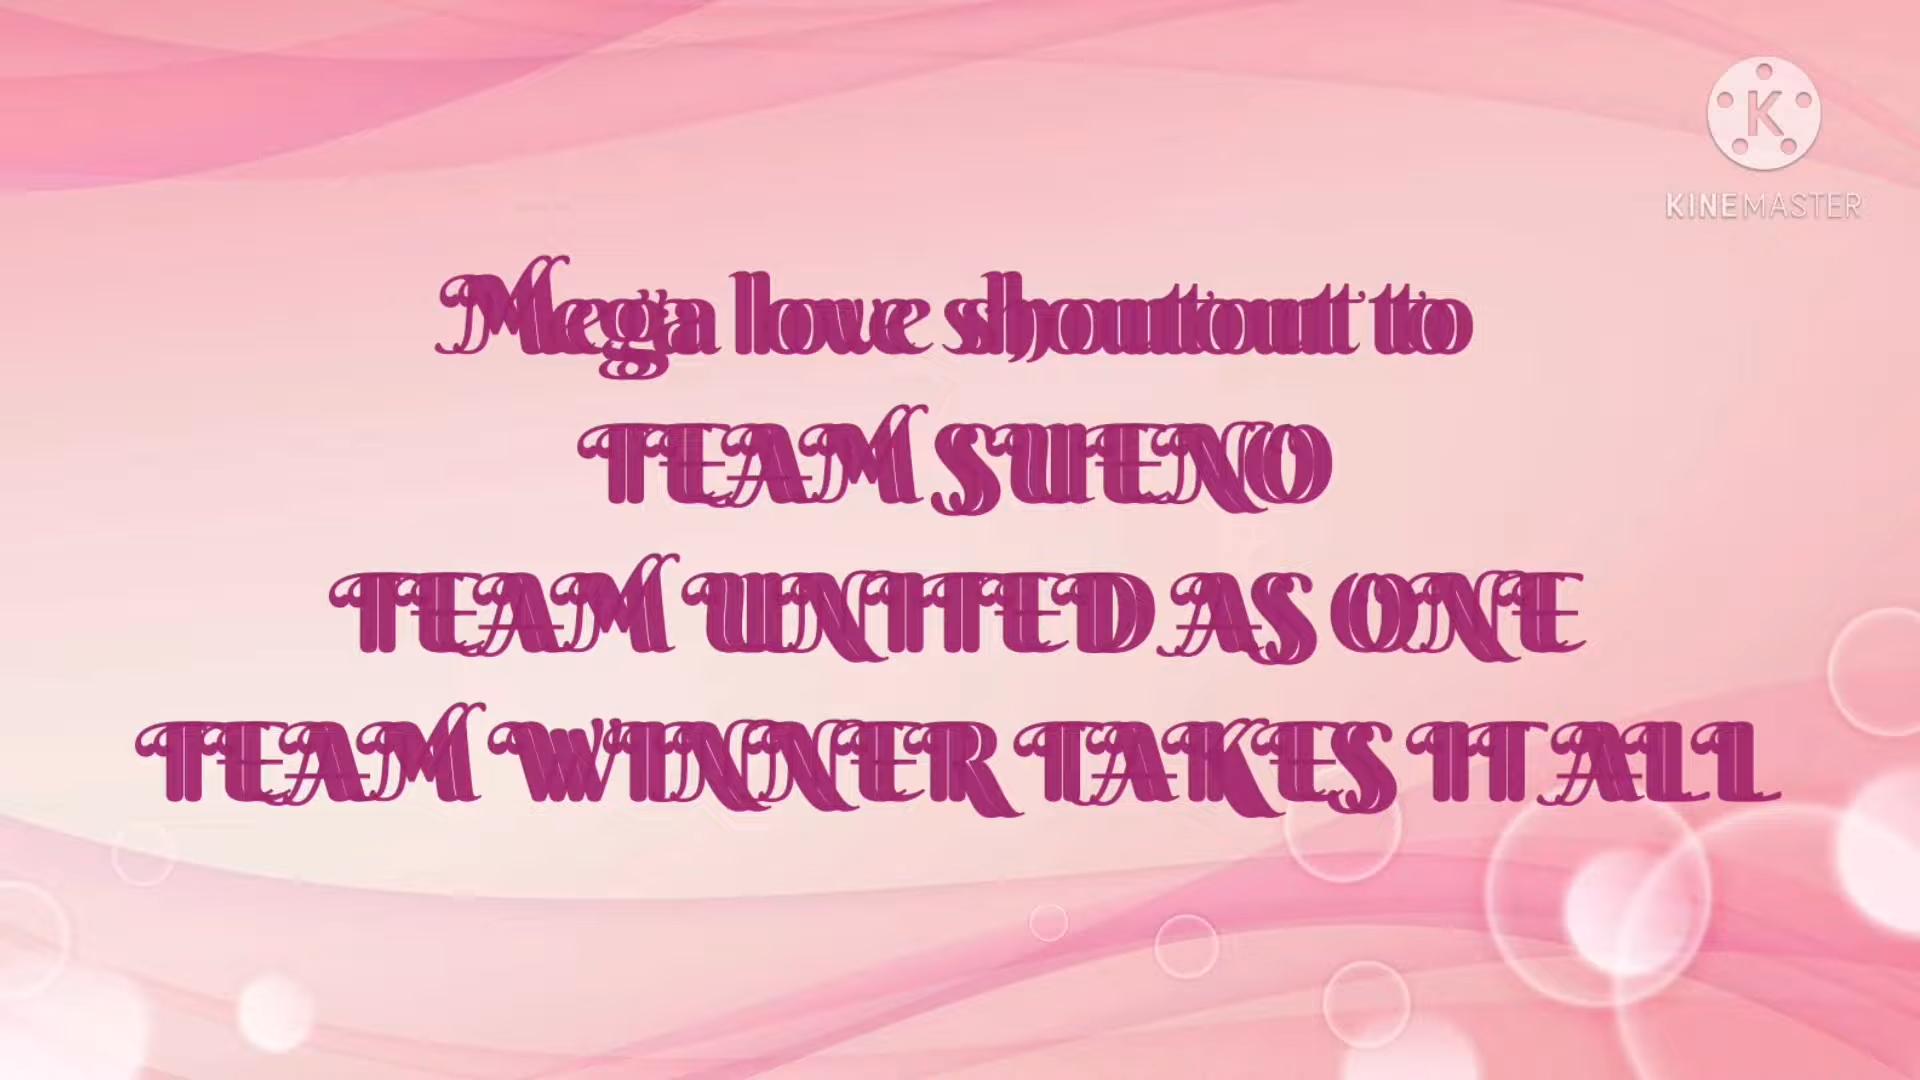 K
KINEMASTER
Mega love shoutout to
TEAM SUENO
TEAM UNITED AS ONE
TEAM WINNER TAKES IT ALL